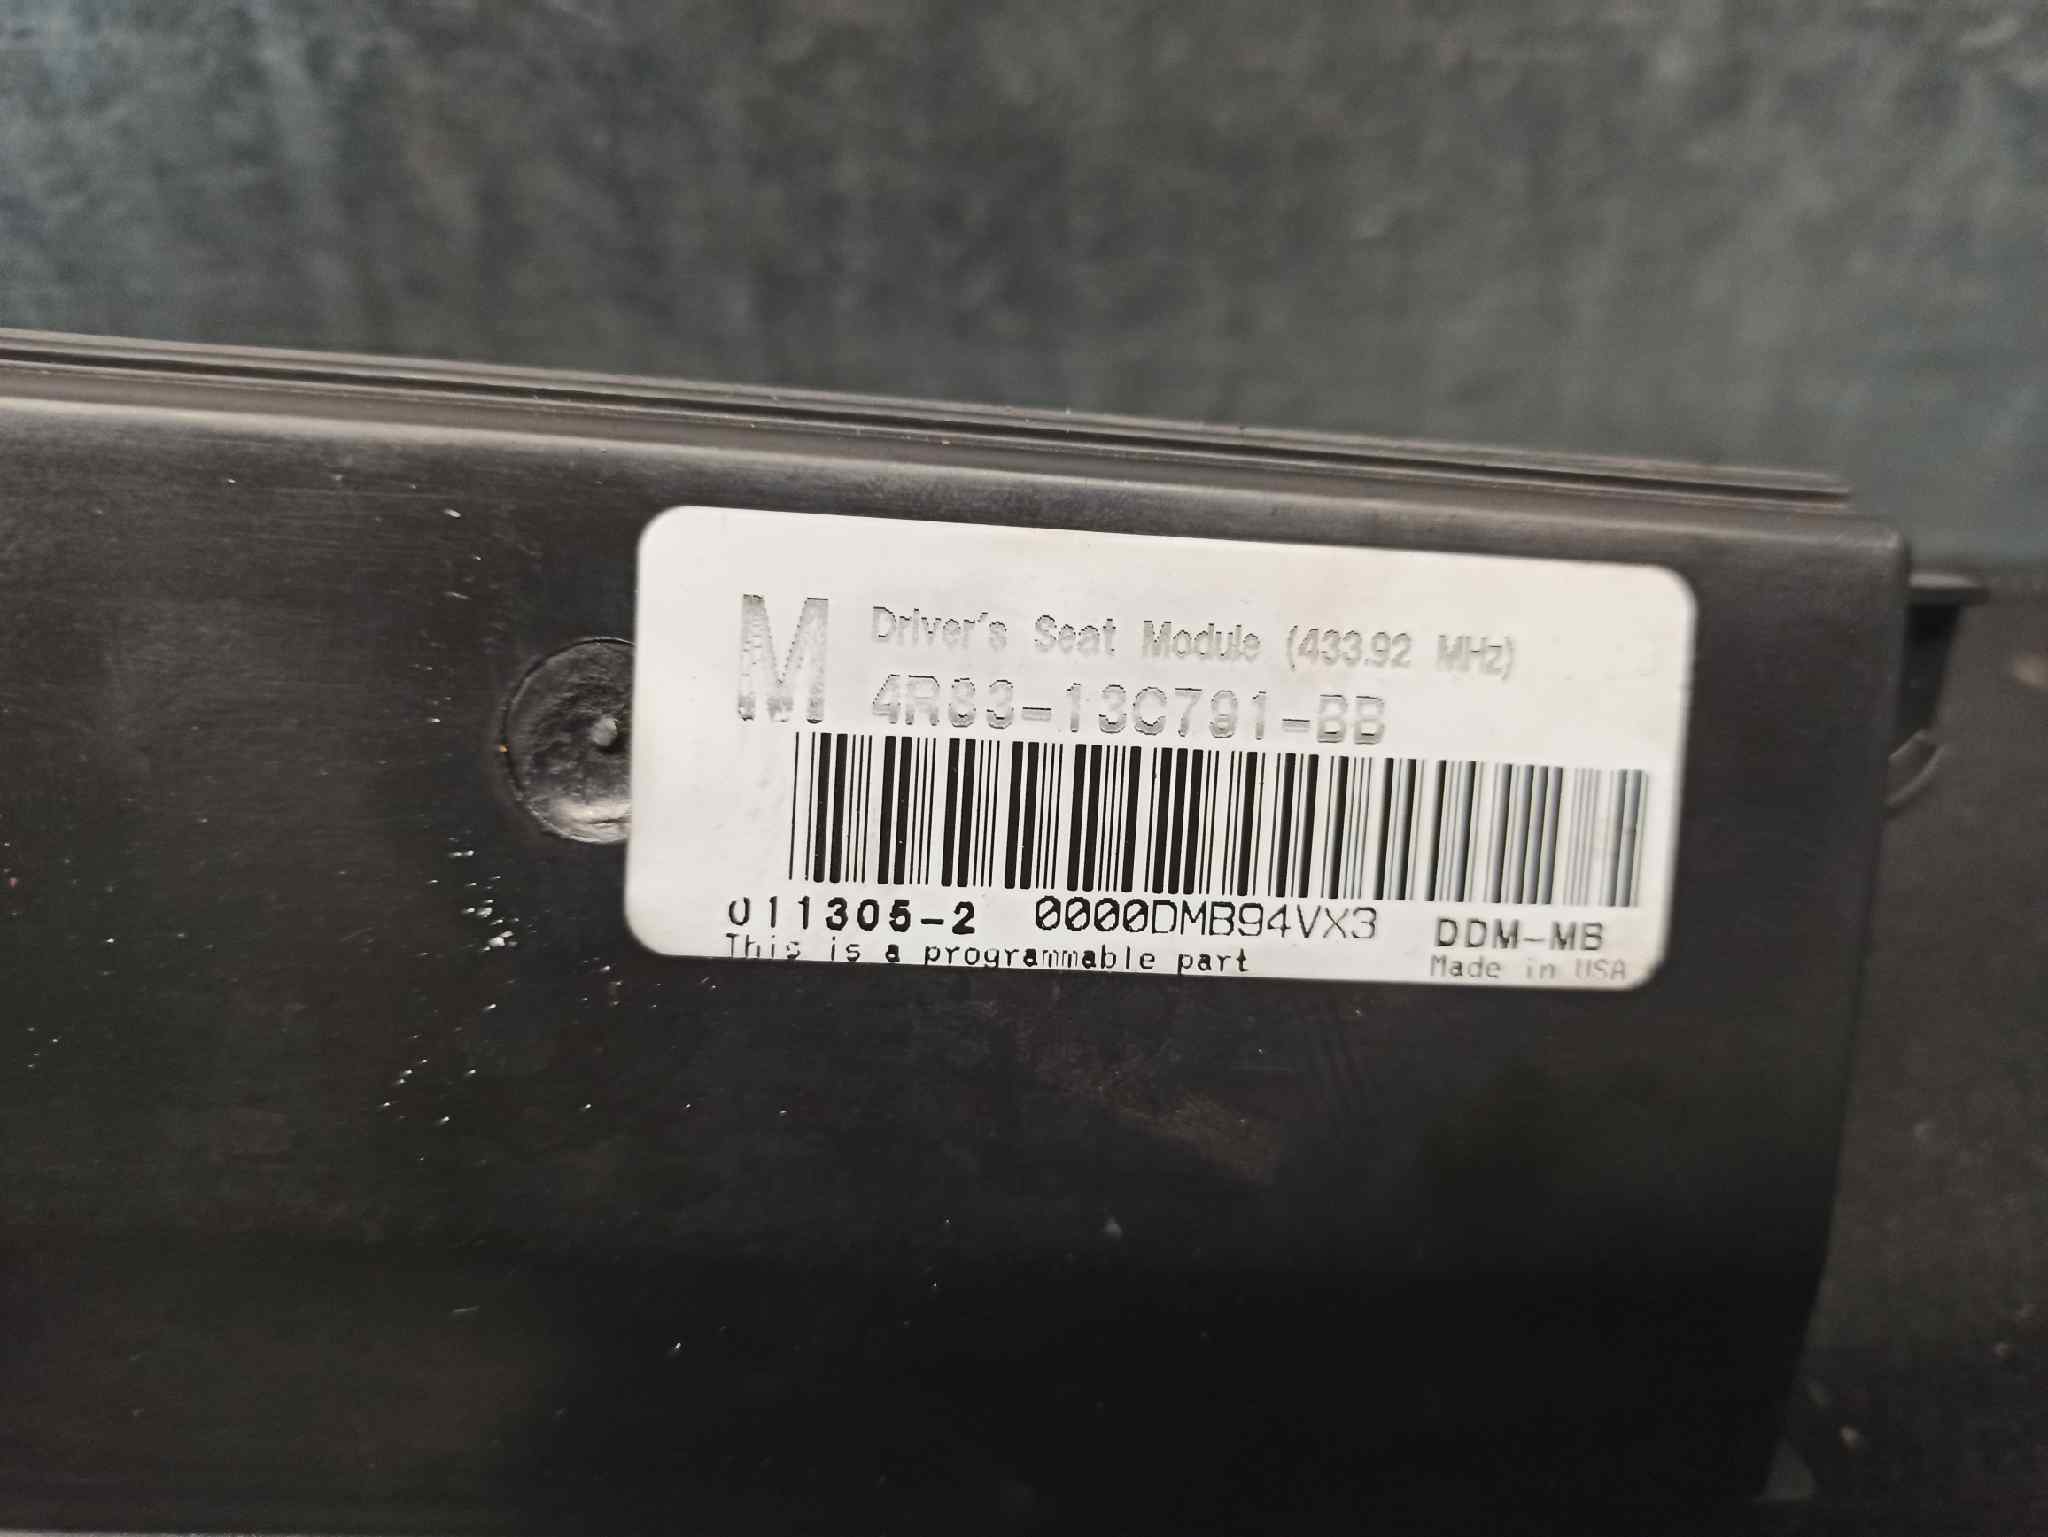 M Driver's Seat Module (433.92 MHz)
4R83-13C791-BB
011305-2 0000DMB94VX3 DDM-MB
This is a programmable part Made in USA